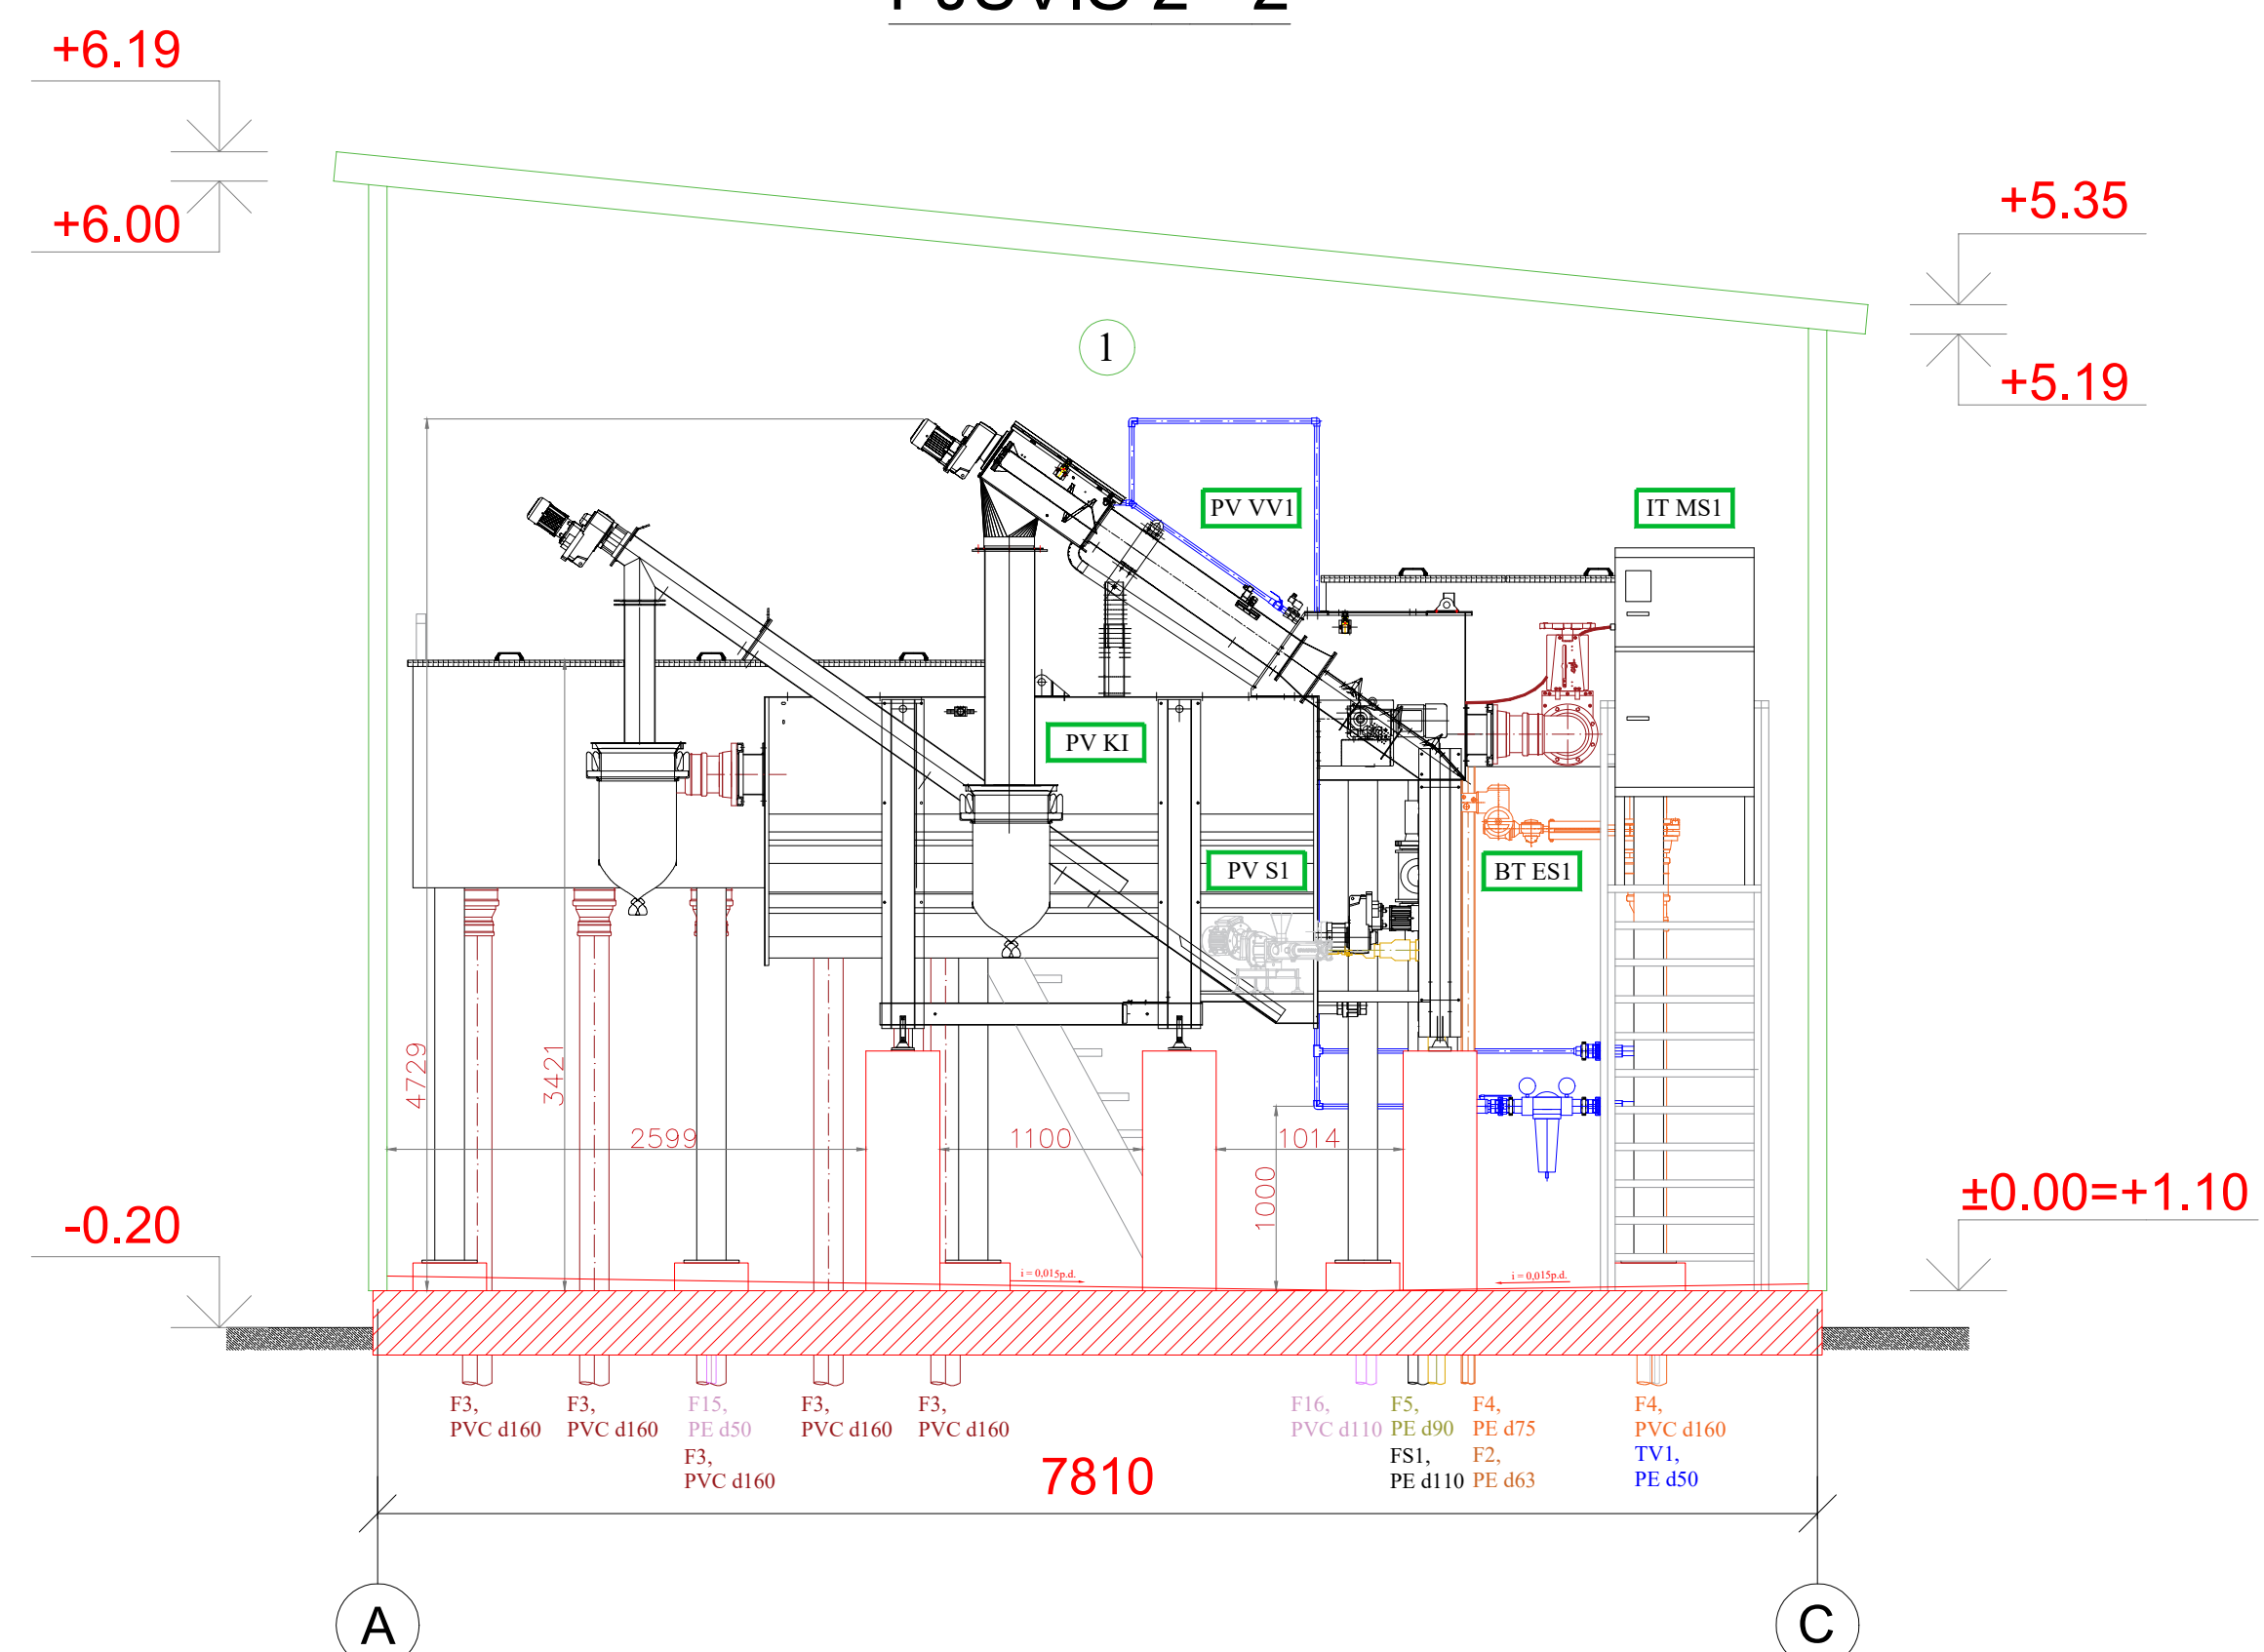 PJŪVIS 2 - 2
+6.19
+6.00
+5.35
+5.19
1
PV VV1
IT MS1
PV KI
PV S1
BT ES1
4729
3421
2599
1100
1014
1000
-0.20
±0.00=+1.10
i = 0,015p.d.
i = 0,015p.d.
F3,
PVC d160
F3,
PVC d160
F15,
PE d50
F3,
PVC d160
F3,
PVC d160
F3,
PVC d160
F16,
PVC d110
F5,
PE d90
FS1,
PE d110
F4,
PE d75
F2,
PE d63
F4,
PVC d160
TV1,
PE d50
7810
A
C